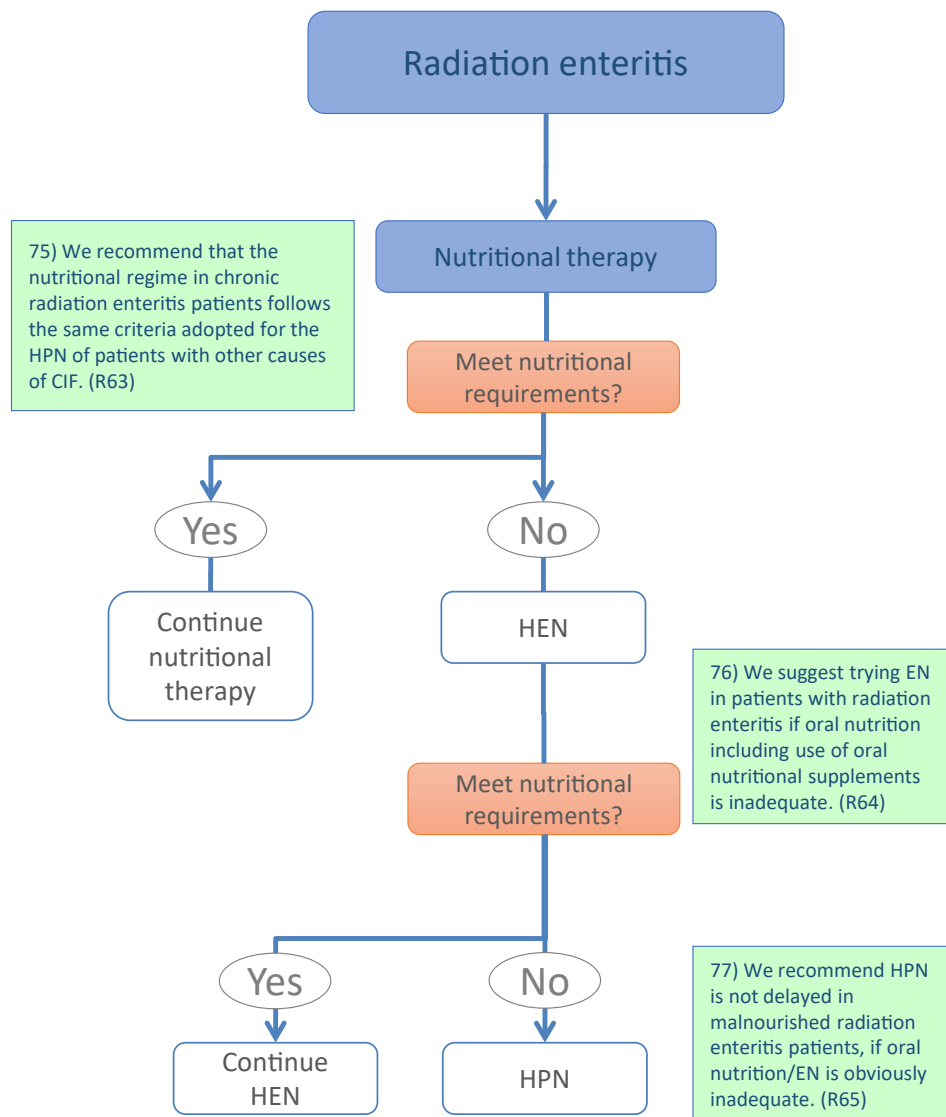 Radiation enteritis
75) We recommend that the
nutritional regime in chronic
radiation enteritis patients follows
the same criteria adopted for the
HPN of patients with other causes
of CIF. (R63)
Nutritional therapy
Meet nutritional
requirements?
Yes
No
Continue
nutritional
therapy
HEN
76) We suggest trying EN
in patients with radiation
enteritis if oral nutrition
including use of oral
nutritional supplements
is inadequate. (R64)
Meet nutritional
requirements?
Yes
No
Continue
HEN
HPN
77) We recommend HPN
is not delayed in
malnourished radiation
enteritis patients, if oral
nutrition/EN is obviously
inadequate. (R65)